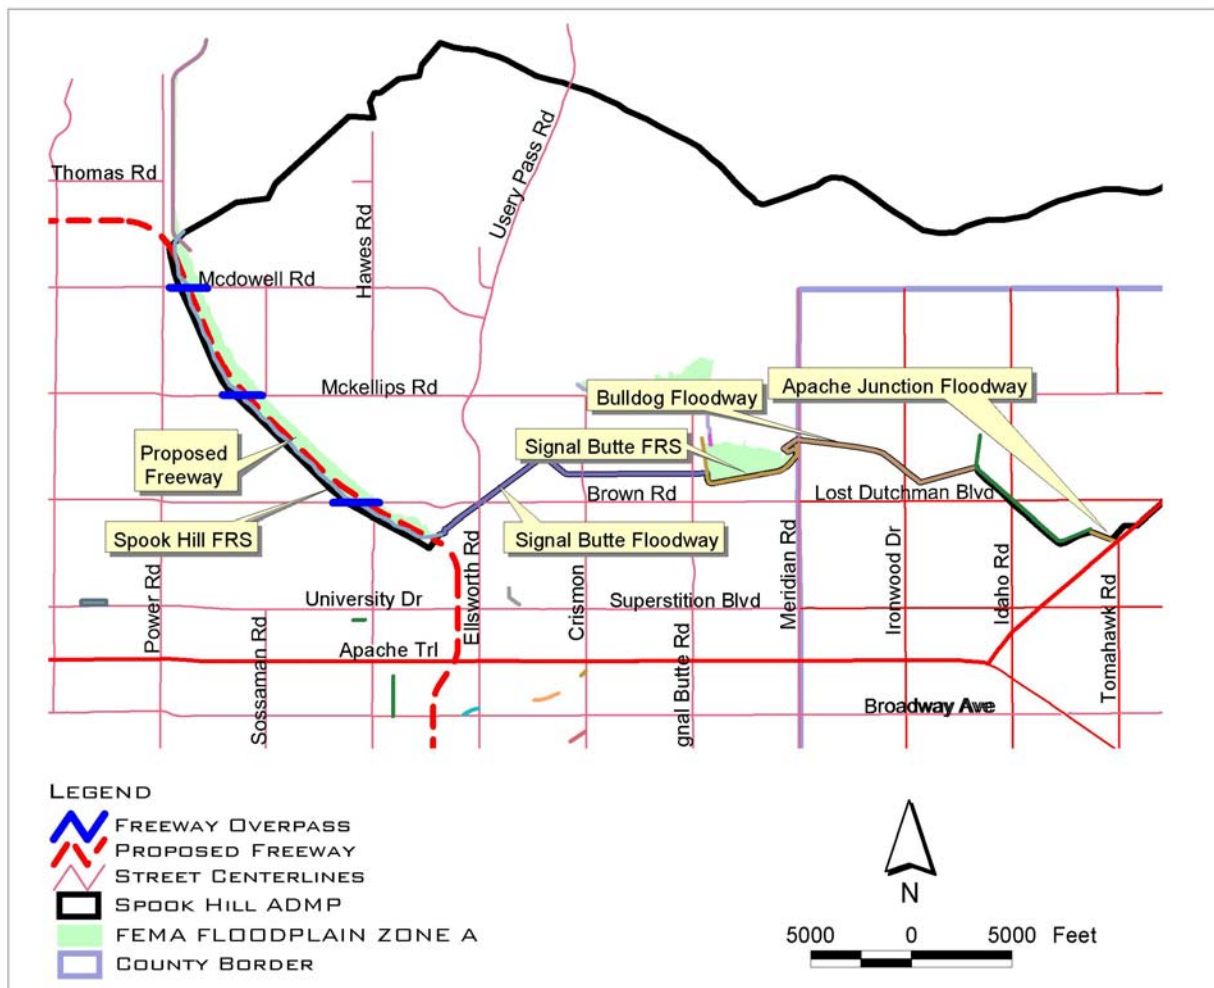 Thomas Rd
Usery Pass Rd
Hawes Rd
Mcdowell Rd
Mckellips Rd
Apache Junction Floodway
Bulldog Floodway
Proposed
Freeway
Signal Butte FRS
Brown Rd
Lost Dutchman Blvd
Spook Hill FRS
Signal Butte Floodway
Power Rd
Sossaman Rd
University Dr
Apache Trl
Ellsworth Rd
Crismon
Superstition Blvd
gnal Butte Rd
Meridian Rd
Ironwood Dr
Idaho Rd
Tomahawk Rd
Broadway Ave
LEGEND
FREEWAY OVERPASS
PROPOSED FREEWAY
STREET CENTERLINES
SPOOK HILL ADMP
FEMA FLOODPLAIN ZONE A
COUNTY BORDER
N
5000 0 5000 Feet